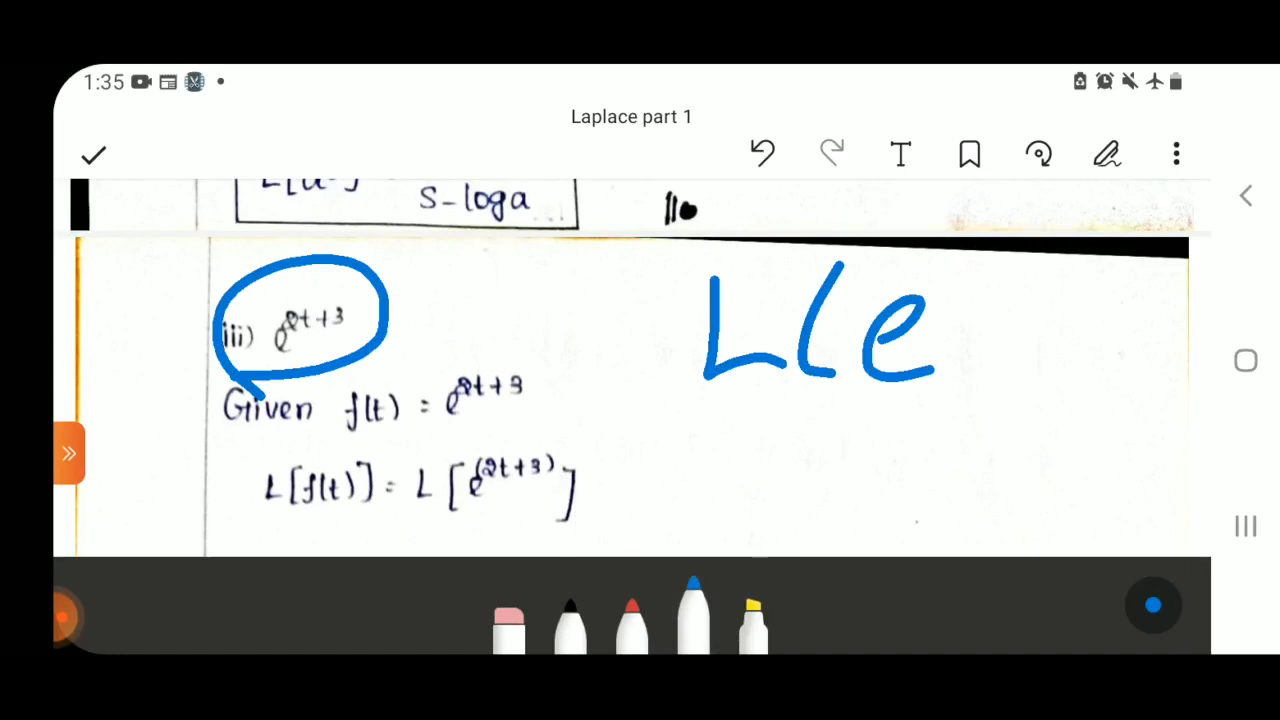 1:35
Laplace part 1
T
S-loga
iii) e^2t+3
Given f(t) = e^2t+3
L[f(t)] = L[e^(2t+3)]
L(e